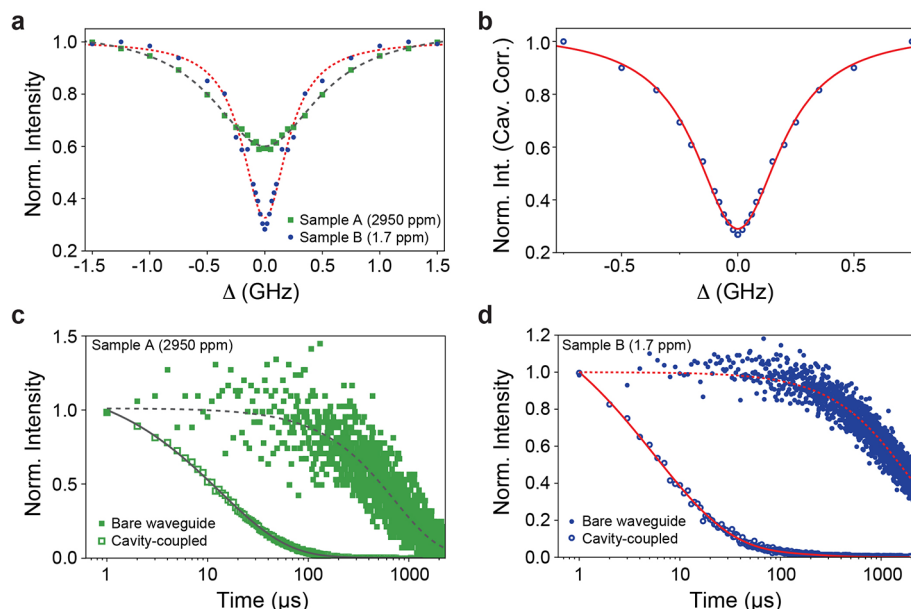 a
1.0
0.8
0.6
0.4
0.2
Norm. Intensity
Sample A (2950 ppm)
Sample B (1.7 ppm)
-1.5 -1.0 -0.5 0.0 0.5 1.0 1.5
Δ (GHz)
b
1.0
0.8
0.6
0.4
0.2
Norm. Int. (Cav. Corr.)
-0.5 0.0 0.5
Δ (GHz)
c
1.5
1.0
0.5
0.0
Norm. Intensity
Sample A (2950 ppm)
Bare waveguide
Cavity-coupled
1 10 100 1000
Time (µs)
d
1.2
1.0
0.8
0.6
0.4
0.2
0.0
Norm. Intensity
Sample B (1.7 ppm)
Bare waveguide
Cavity-coupled
1 10 100 1000
Time (µs)